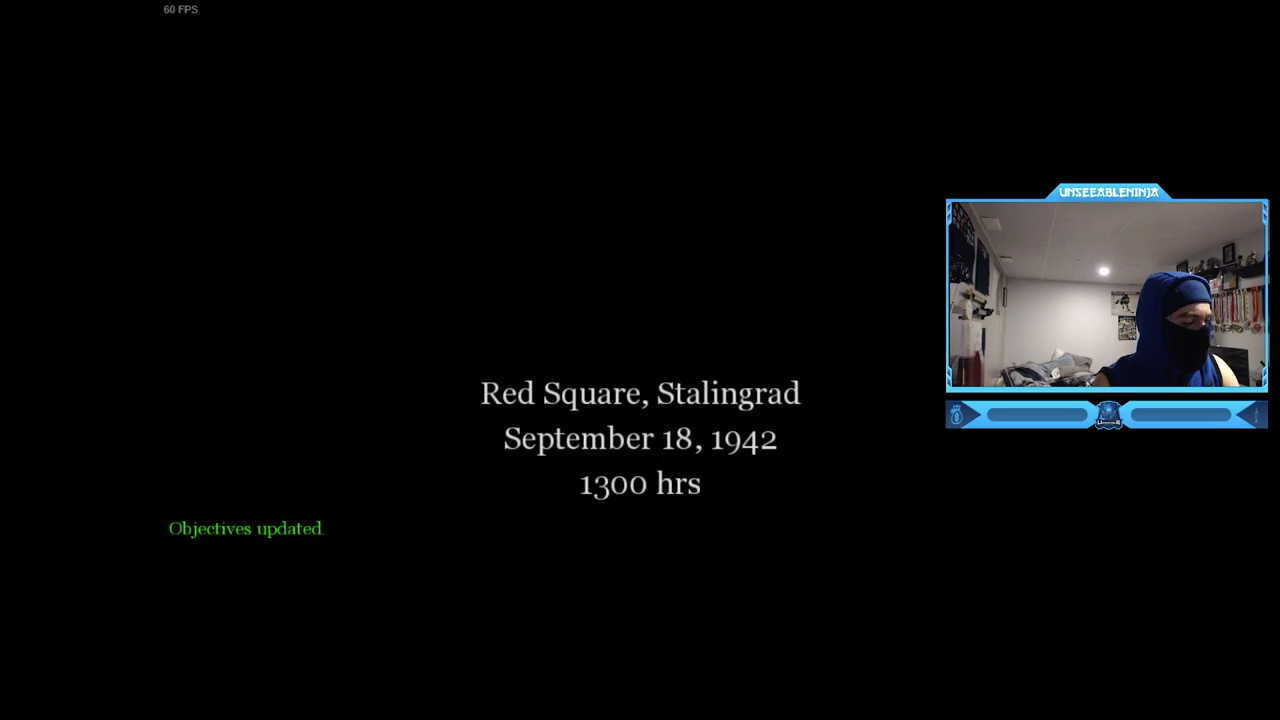 60 FPS
UNSEEABLENINJA
Red Square, Stalingrad
September 18, 1942
1300 hrs
Objectives updated.